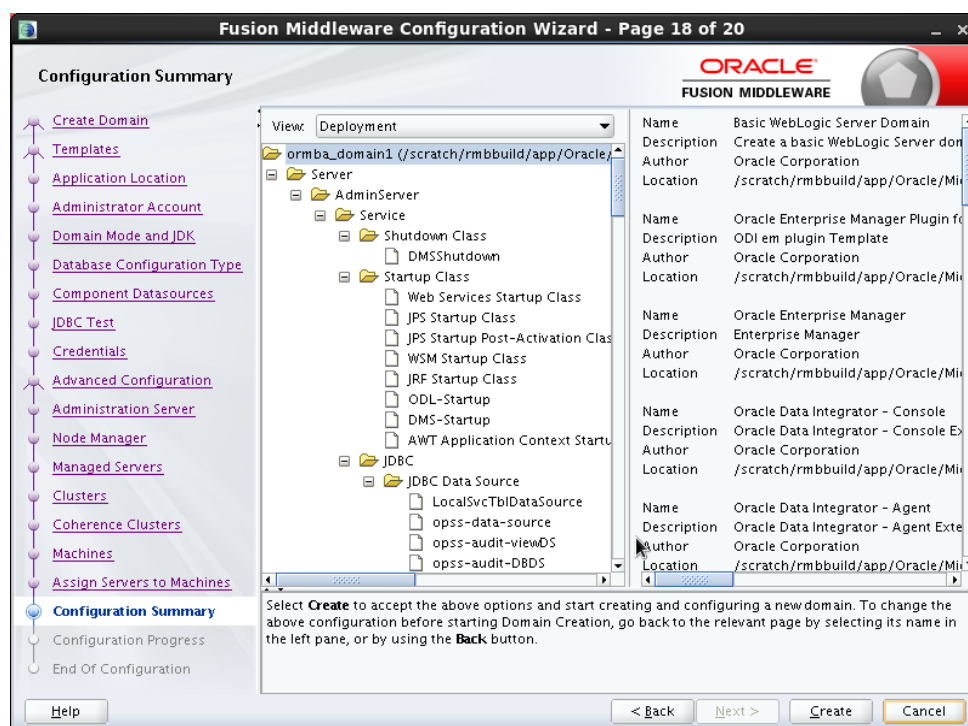 Fusion Middleware Configuration Wizard - Page 18 of 20
Configuration Summary
ORACLE
FUSION MIDDLEWARE
Create Domain
Templates
Application Location
Administrator Account
Domain Mode and JDK
Database Configuration Type
Component Datasources
JDBC Test
Credentials
Advanced Configuration
Administration Server
Node Manager
Managed Servers
Clusters
Coherence Clusters
Machines
Assign Servers to Machines
Configuration Summary
Configuration Progress
End Of Configuration
View: Deployment
ormba_domain1 (/scratch/rmbbuild/app/Oracle/
Server
AdminServer
Service
Shutdown Class
DMSShutdown
Startup Class
Web Services Startup Class
JPS Startup Class
JPS Startup Post-Activation Clas
WSM Startup Class
JRF Startup Class
ODL-Startup
DMS-Startup
AWT Application Context Startu
JDBC
JDBC Data Source
LocalSvcTblDataSource
opss-data-source
opss-audit-viewDS
opss-audit-DBDS
Name Basic WebLogic Server Domain
Description Create a basic WebLogic Server dom
Author Oracle Corporation
Location /scratch/rmbbuild/app/Oracle/Mi
Name Oracle Enterprise Manager Plugin fo
Description ODI em plugin Template
Author Oracle Corporation
Location /scratch/rmbbuild/app/Oracle/Mi
Name Oracle Enterprise Manager
Description Enterprise Manager
Author Oracle Corporation
Location /scratch/rmbbuild/app/Oracle/Mi
Name Oracle Data Integrator - Console
Description Oracle Data Integrator - Console Ex
Author Oracle Corporation
Location /scratch/rmbbuild/app/Oracle/Mi
Name Oracle Data Integrator - Agent
Description Oracle Data Integrator - Agent Exte
Author Oracle Corporation
Location /scratch/rmbbuild/app/Oracle/Mi
Select Create to accept the above options and start creating and configuring a new domain. To change the
above configuration before starting Domain Creation, go back to the relevant page by selecting its name in
the left pane, or by using the Back button.
Help
< Back
Next >
Create
Cancel